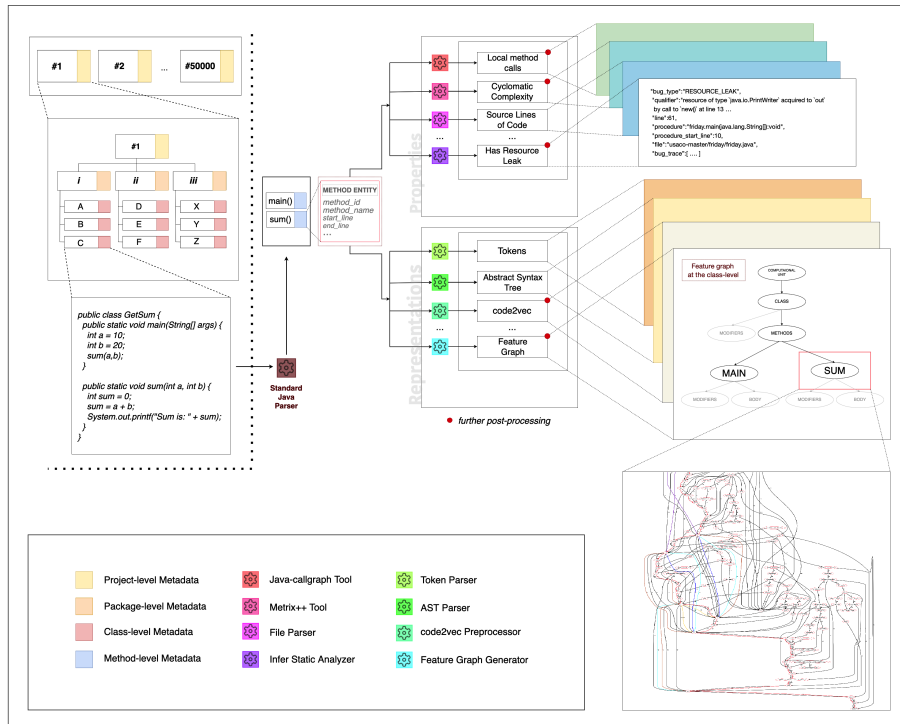 #1
#2
...
#50000
#1
i
ii
iii
A
D
X
B
E
Y
C
F
Z
public class GetSum {
public static void main(String[] args) {
int a = 10;
int b = 20;
sum(a,b);
}
public static void sum(int a, int b) {
int sum = 0;
sum = a + b;
System.out.printf("Sum is: " + sum);
}
}
Standard
Java
Parser
main()
sum()
METHOD ENTITY
method_id
method_name
start_line
end_line
...
Properties
Local method
calls
Cyclomatic
Complexity
Source Lines
of Code
...
...
Has Resource
Leak
"bug_type":"RESOURCE_LEAK",
"qualifier":"resource of type `java.io.PrintWriter` acquired to `out`
by call to `new()` at line 13 ...
"line":61,
"procedure":"friday.main(java.lang.String[]):void",
"procedure_start_line":10,
"file":"usaco-master/friday/friday.java",
"bug_trace":[ .... ]
Representations
Tokens
Abstract Syntax
Tree
code2vec
...
...
Feature
Graph
further post-processing
Feature graph
at the class-level
COMPUTATIONAL
UNIT
CLASS
MODIFIERS
METHODS
MAIN
SUM
MODIFIERS
BODY
MODIFIERS
BODY
Project-level Metadata
Package-level Metadata
Class-level Metadata
Method-level Metadata
Java-callgraph Tool
Metrix++ Tool
File Parser
Infer Static Analyzer
Token Parser
AST Parser
code2vec Preprocessor
Feature Graph Generator